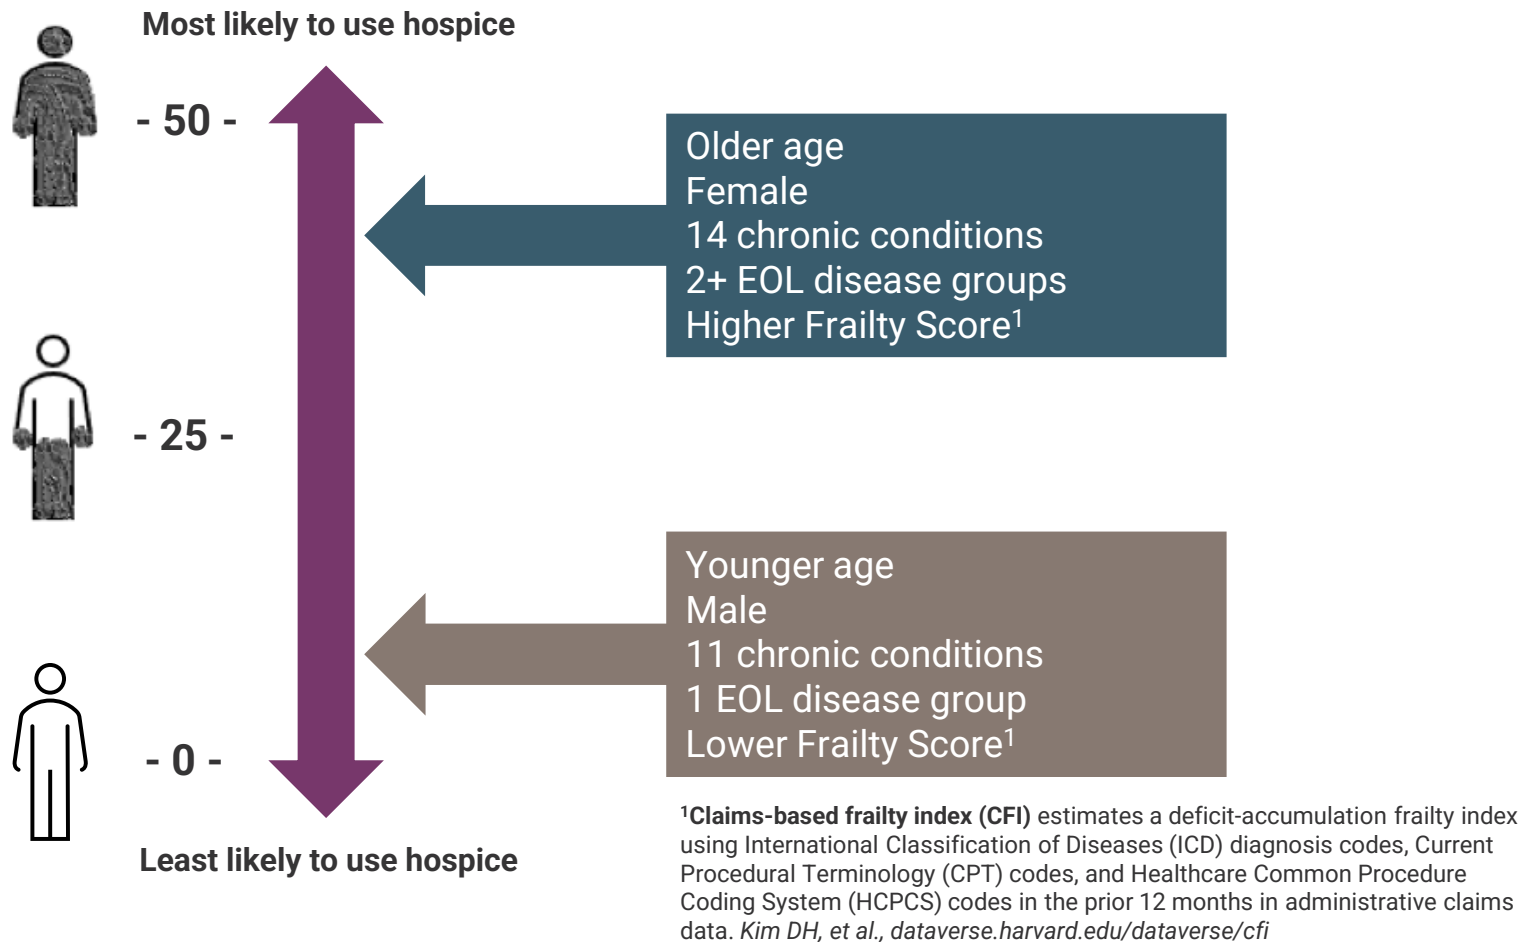 Most likely to use hospice
- 50 -
Older age
Female
14 chronic conditions
2+ EOL disease groups
Higher Frailty Score¹
- 25 -
Younger age
Male
11 chronic conditions
1 EOL disease group
Lower Frailty Score¹
- 0 -
Least likely to use hospice
¹Claims-based frailty index (CFI) estimates a deficit-accumulation frailty index
using International Classification of Diseases (ICD) diagnosis codes, Current
Procedural Terminology (CPT) codes, and Healthcare Common Procedure
Coding System (HCPCS) codes in the prior 12 months in administrative claims
data. Kim DH, et al., dataverse.harvard.edu/dataverse/cfi